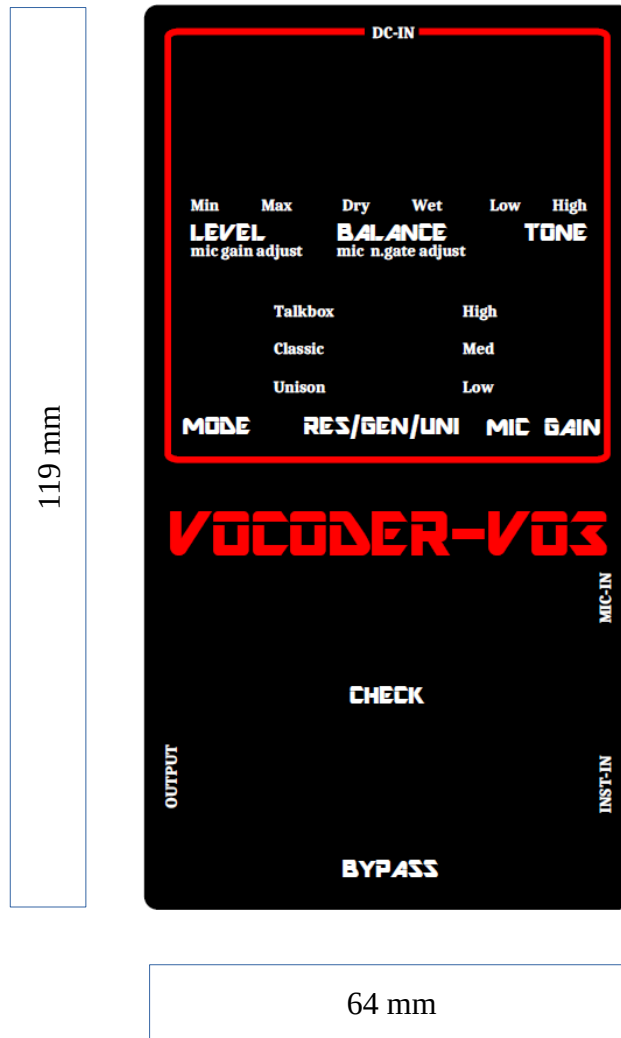 DC-IN
Min Max Dry Wet Low High
LEVEL BALANCE TONE
mic gain adjust mic n.gate adjust
Talkbox High
Classic Med
Unison Low
MODE RES/GEN/UNI MIC GAIN
119 mm
VOCODER-V03
MIC-IN
CHECK
OUTPUT
INST-IN
BYPASS
64 mm